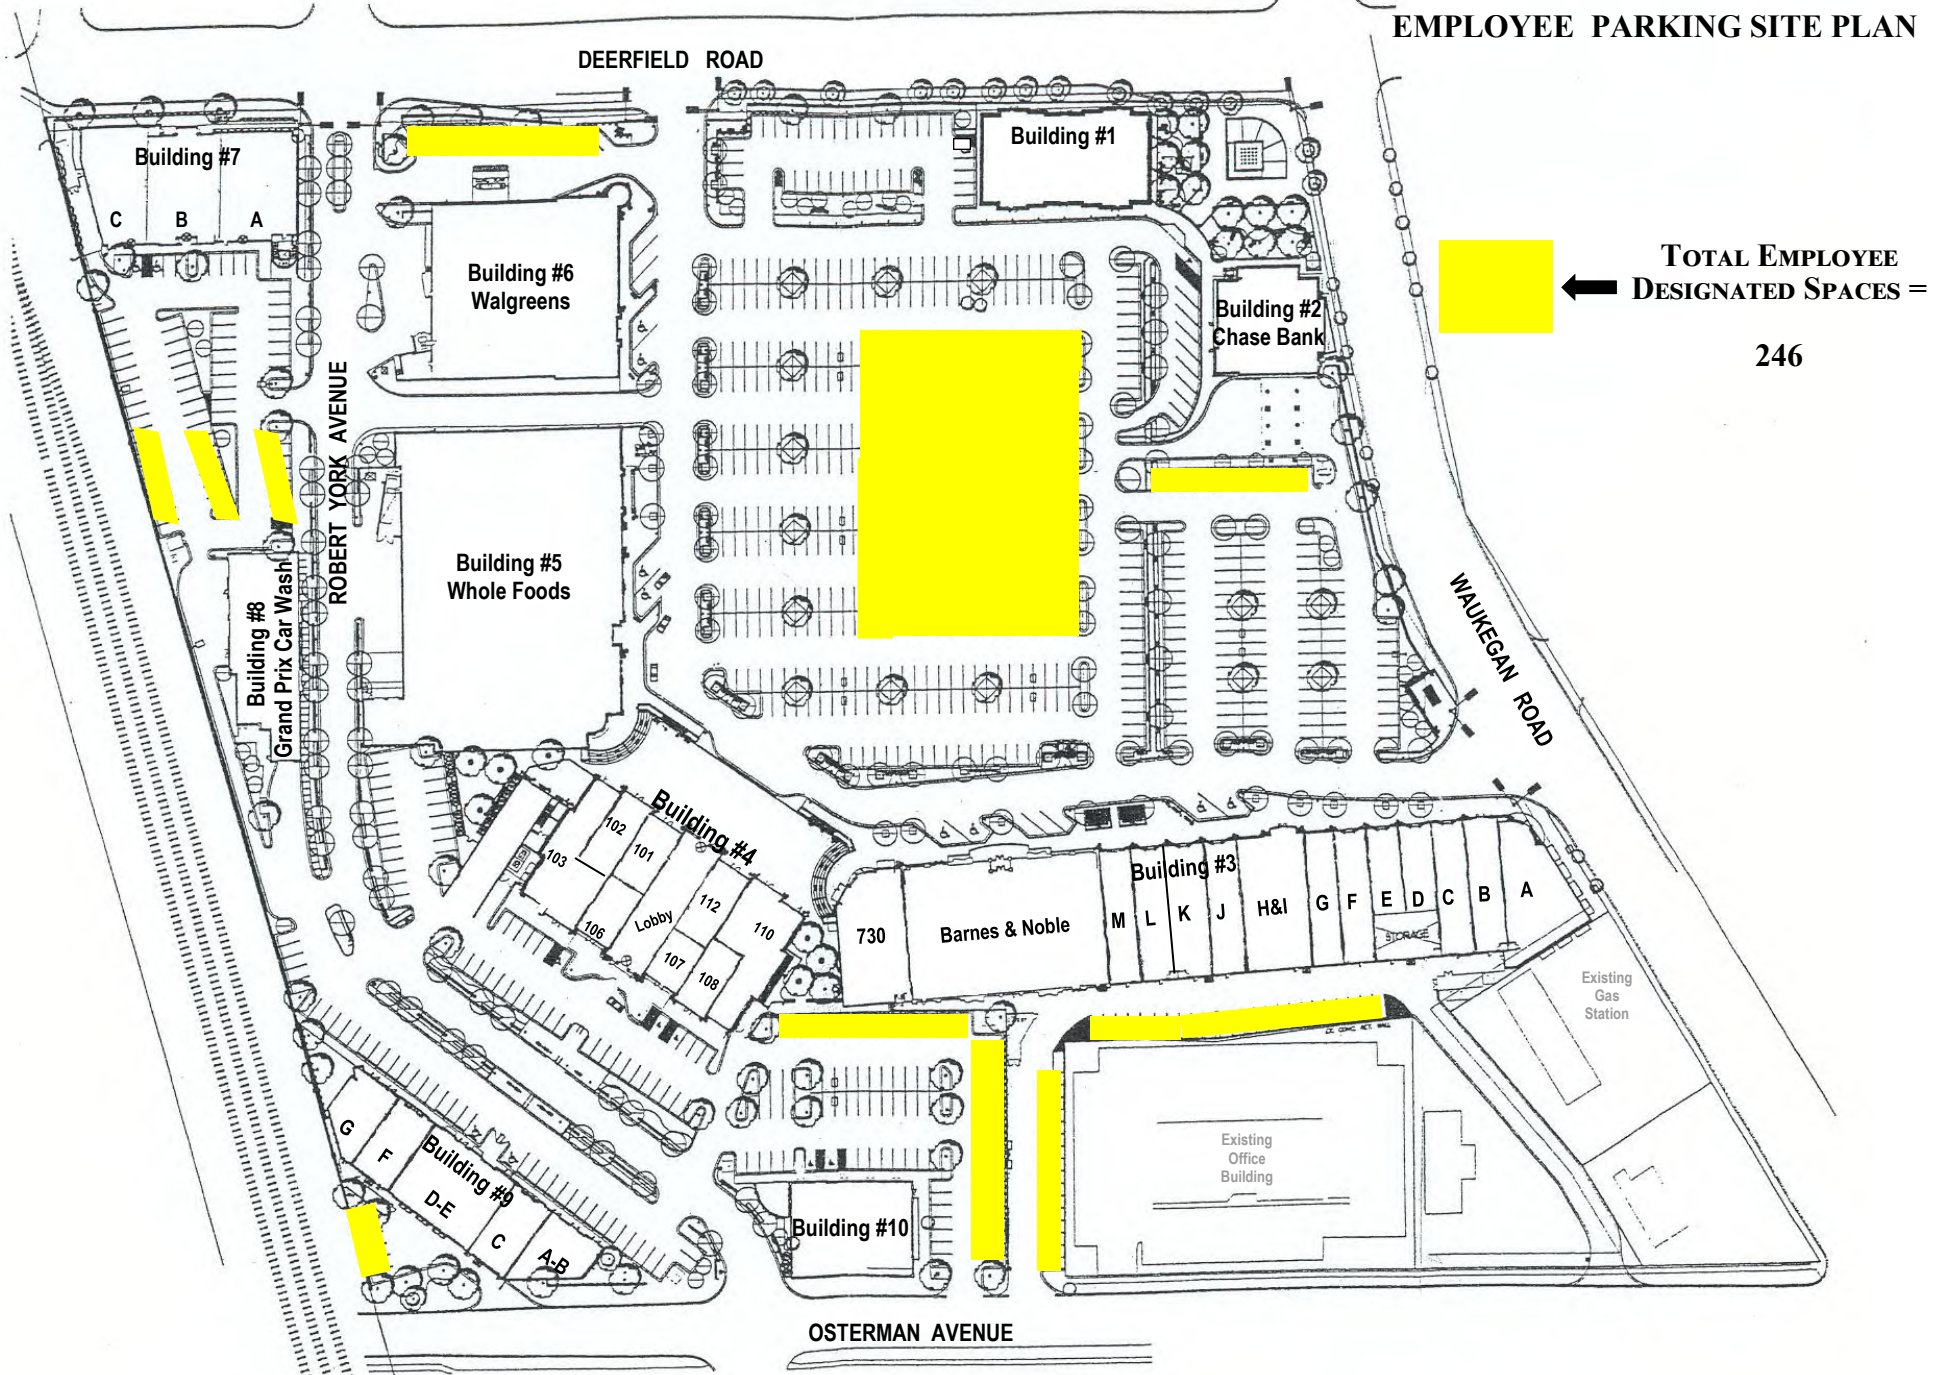 EMPLOYEE PARKING SITE PLAN
DEERFIELD ROAD
Building #1
Building #7
C B A
TOTAL EMPLOYEE
DESIGNATED SPACES =
246
Building #6
Walgreens
Building #2
Chase Bank
ROBERT YORK AVENUE
Building #5
Whole Foods
Building #8
Grand Prix Car Wash
WAUKEGAN ROAD
Building #4
102
101
103
112
110
Lobby
106
107
108
Building #3
730
Barnes & Noble
M
L
K
J
H&I
G
F
E
D
C
B
A
STORAGE
Existing
Gas
Station
Existing
Office
Building
Building #9
G
F
D-E
C
A-B
Building #10
OSTERMAN AVENUE